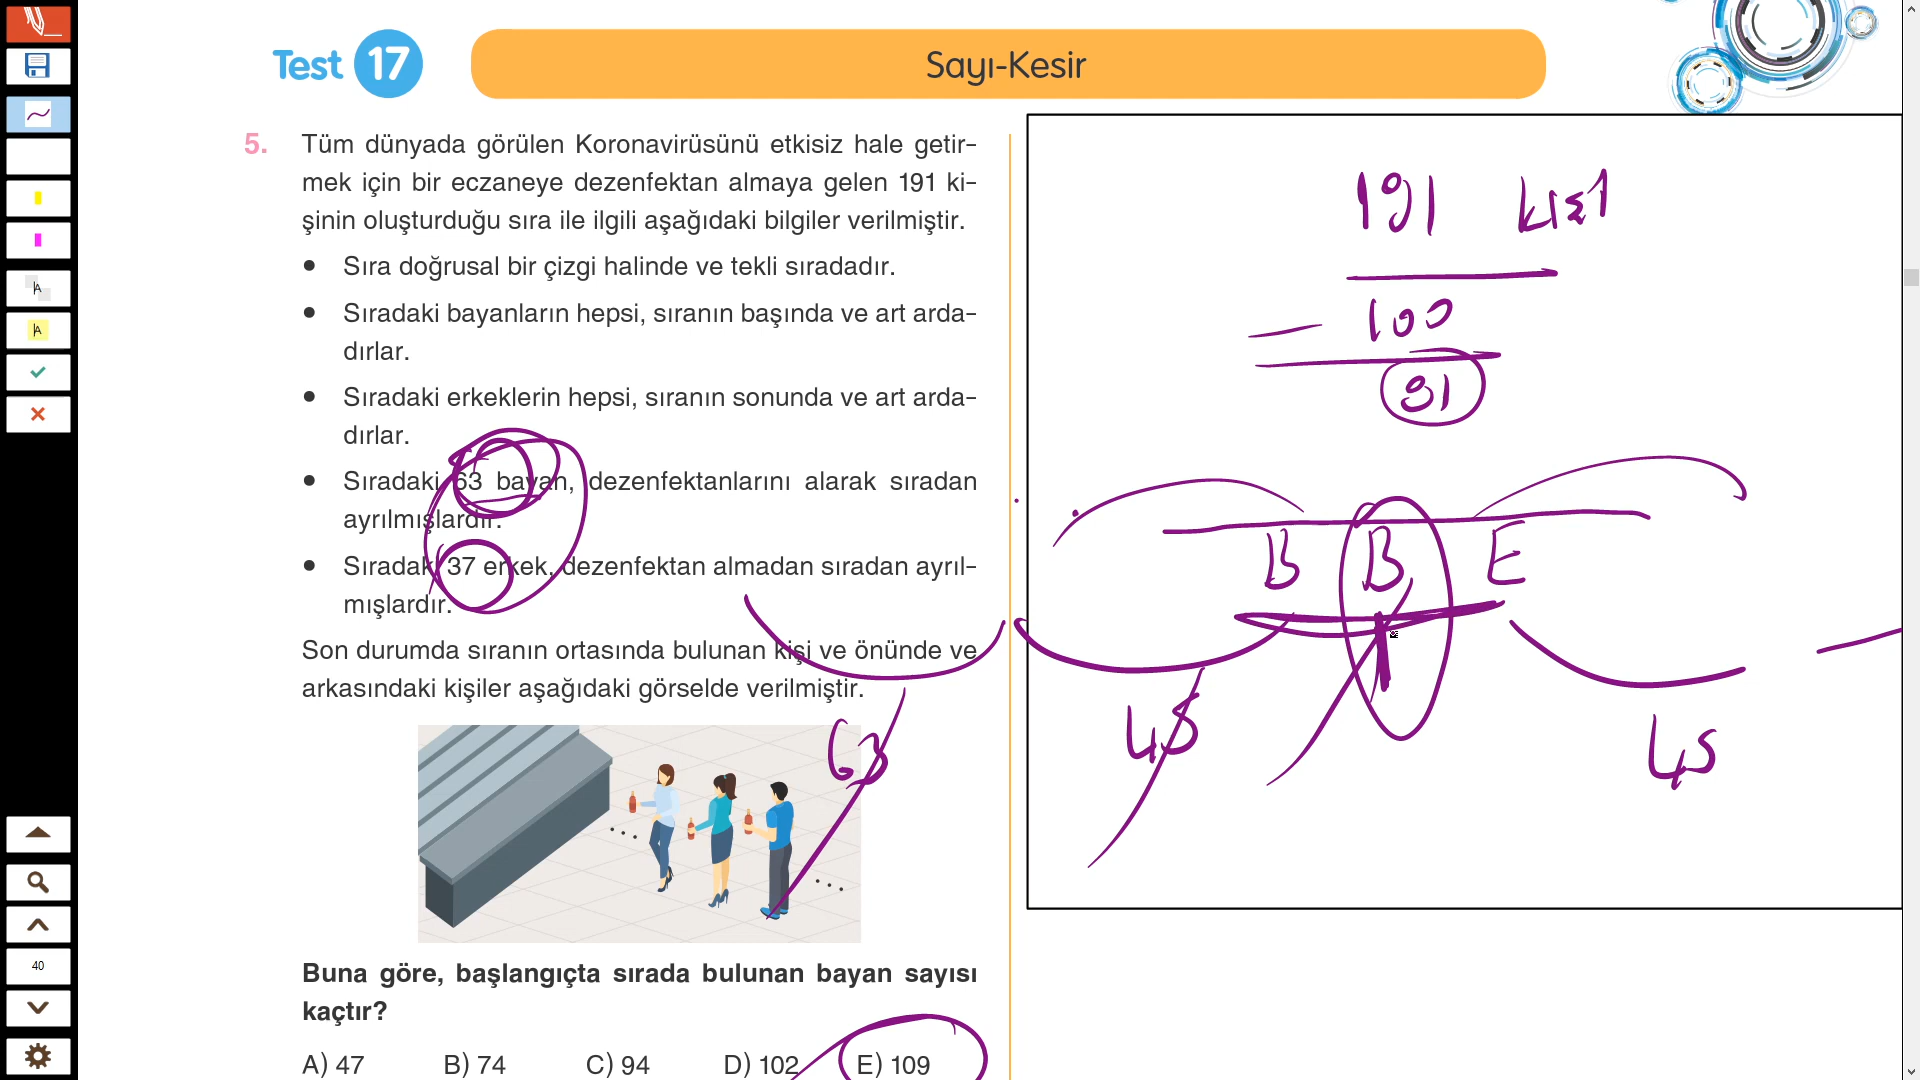 Test 17
Sayı-Kesir
5. Tüm dünyada görülen Koronavirüsünü etkisiz hale getir-
mek için bir eczaneye dezenfektan almaya gelen 191 ki-
şinin oluşturduğu sıra ile ilgili aşağıdaki bilgiler verilmiştir.
• Sıra doğrusal bir çizgi halinde ve tekli sıradadır.
• Sıradaki bayanların hepsi, sıranın başında ve art arda-
dırlar.
• Sıradaki erkeklerin hepsi, sıranın sonunda ve art arda-
dırlar.
• Sıradaki 63 bayan, dezenfektanlarını alarak sıradan
ayrılmışlardır.
• Sıradaki 37 erkek, dezenfektan almadan sıradan ayrıl-
mışlardır.
Son durumda sıranın ortasında bulunan kişi ve önünde ve
arkasındaki kişiler aşağıdaki görselde verilmiştir.
63
Buna göre, başlangıçta sırada bulunan bayan sayısı
kaçtır?
A) 47 B) 74 C) 94 D) 102 E) 109
191 kişi
— 100
91
B B E
45 45
A
A
40